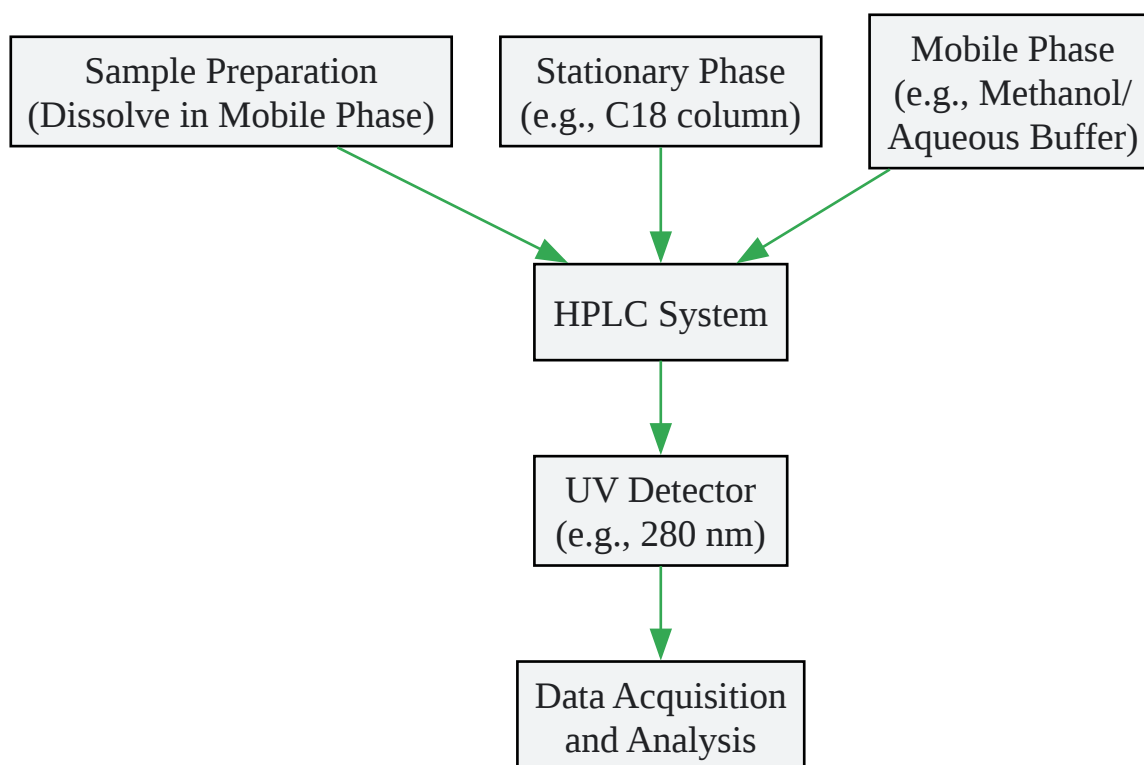 Sample Preparation
(Dissolve in Mobile Phase)
Stationary Phase
(e.g., C18 column)
Mobile Phase
(e.g., Methanol/
Aqueous Buffer)
HPLC System
UV Detector
(e.g., 280 nm)
Data Acquisition
and Analysis